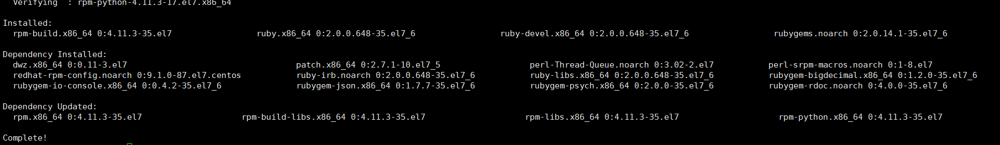 Verifying  : rpm-python-4.11.3-17.el7.x86_64
Installed:
rpm-build.x86_64 0:4.11.3-35.el7 ruby.x86_64 0:2.0.0.648-35.el7_6 ruby-devel.x86_64 0:2.0.0.648-35.el7_6 rubygems.noarch 0:2.0.14.1-35.el7_6
Dependency Installed:
dwz.x86_64 0:0.11-3.el7 patch.x86_64 0:2.7.1-10.el7_5 perl-Thread-Queue.noarch 0:3.02-2.el7 perl-srpm-macros.noarch 0:1-8.el7
redhat-rpm-config.noarch 0:9.1.0-87.el7.centos ruby-irb.noarch 0:2.0.0.648-35.el7_6 ruby-libs.x86_64 0:2.0.0.648-35.el7_6 rubygem-bigdecimal.x86_64 0:1.2.0-35.el7_6
rubygem-io-console.x86_64 0:0.4.2-35.el7_6 rubygem-json.x86_64 0:1.7.7-35.el7_6 rubygem-psych.x86_64 0:2.0.0-35.el7_6 rubygem-rdoc.noarch 0:4.0.0-35.el7_6
Dependency Updated:
rpm.x86_64 0:4.11.3-35.el7 rpm-build-libs.x86_64 0:4.11.3-35.el7 rpm-libs.x86_64 0:4.11.3-35.el7 rpm-python.x86_64 0:4.11.3-35.el7
Complete!